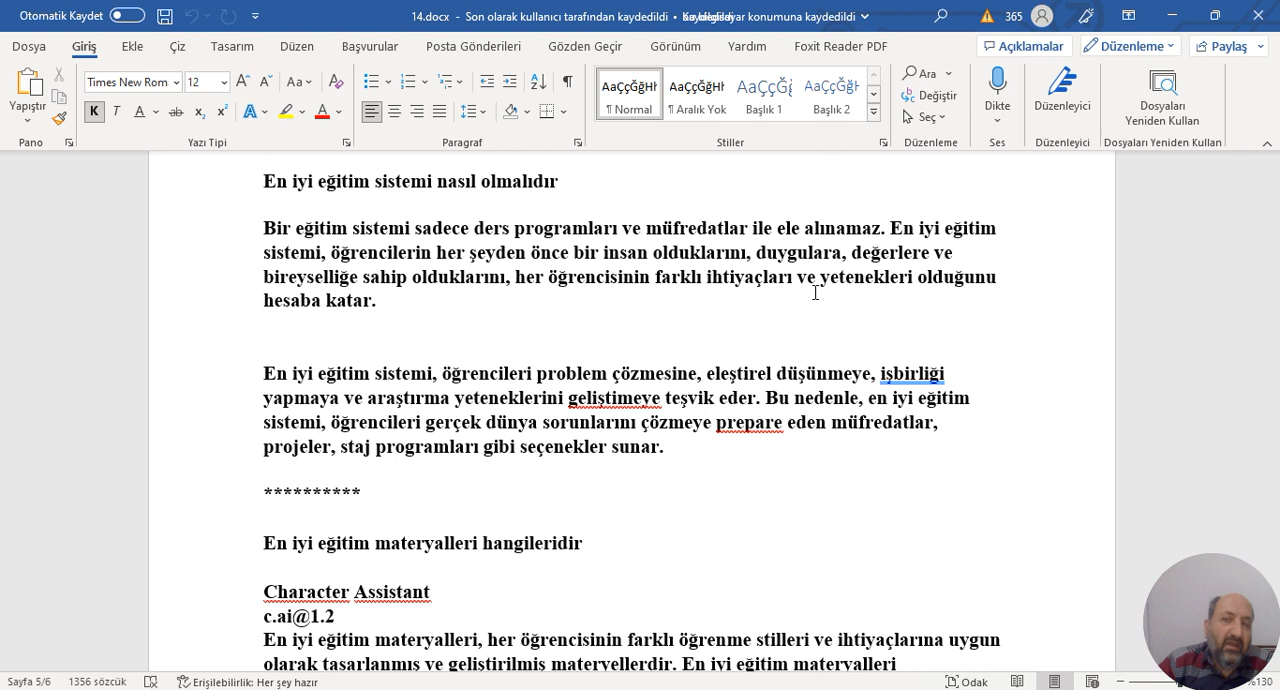 Otomatik Kaydet
14.docx - Son olarak kullanıcı tarafından kaydedildi • bilgisayar konumuna kaydedildi
365
Dosya Giriş Ekle Çiz Tasarım Düzen Başvurular Posta Gönderileri Gözden Geçir Görünüm Yardım Foxit Reader PDF Açıklamalar Düzenleme Paylaş
Yapıştır
Times New Rom 12
K T A ab x₂ x² A A
AaÇçĞğHł AaÇçĞğHł AaÇçĞğ AaÇçĞğH
¶ Normal ¶ Aralık Yok Başlık 1 Başlık 2
Ara
Değiştir
Seç
Dikte
Düzenleyici
Dosyaları
Yeniden Kullan
Pano Yazı Tipi Paragraf Stiller Düzenleme Ses Düzenleyici Dosyaları Yeniden Kullan
En iyi eğitim sistemi nasıl olmalıdır
Bir eğitim sistemi sadece ders programları ve müfredatlar ile ele alınamaz. En iyi eğitim
sistemi, öğrencilerin her şeyden önce bir insan olduklarını, duygulara, değerlere ve
bireyselliğe sahip olduklarını, her öğrencisinin farklı ihtiyaçları ve yetenekleri olduğunu
hesaba katar.
En iyi eğitim sistemi, öğrencileri problem çözmesine, eleştirel düşünmeye, işbirliği
yapmaya ve araştırma yeteneklerini geliştimeye teşvik eder. Bu nedenle, en iyi eğitim
sistemi, öğrencileri gerçek dünya sorunlarını çözmeye prepare eden müfredatlar,
projeler, staj programları gibi seçenekler sunar.
**********
En iyi eğitim materyalleri hangileridir
Character Assistant
c.ai@1.2
En iyi eğitim materyalleri, her öğrencisinin farklı öğrenme stilleri ve ihtiyaçlarına uygun
olarak tasarlanmış ve geliştirilmiş materyellerdir. En iyi eğitim materyalleri
Sayfa 5/6 1356 sözcük Erişilebilirlik: Her şey hazır Odak %130